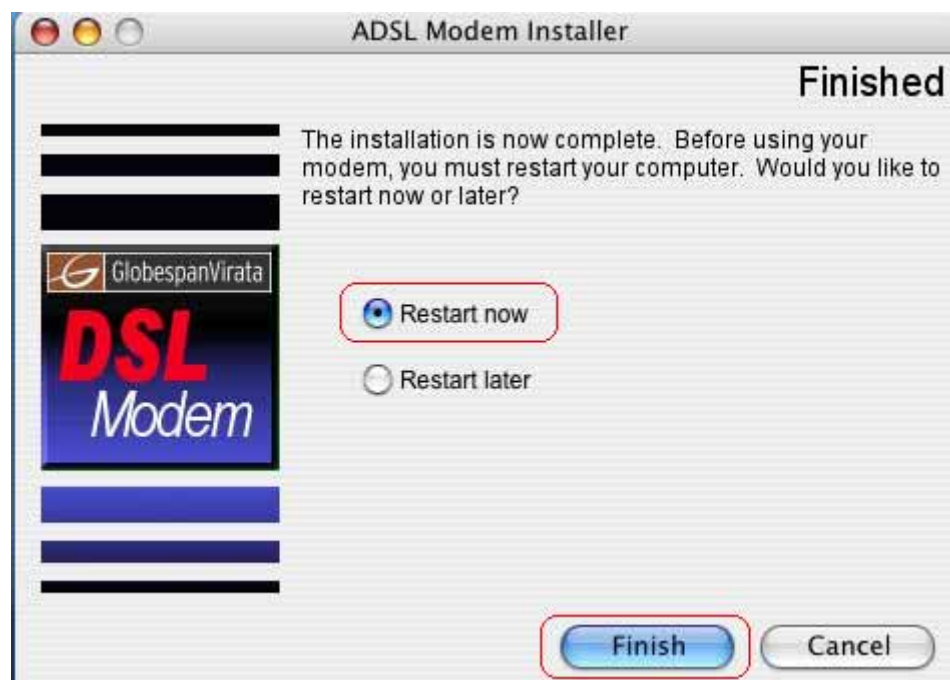 ADSL Modem Installer
Finished
The installation is now complete. Before using your
modem, you must restart your computer. Would you like to
restart now or later?
GlobespanVirata
DSL
Modem
Restart now
Restart later
Finish
Cancel